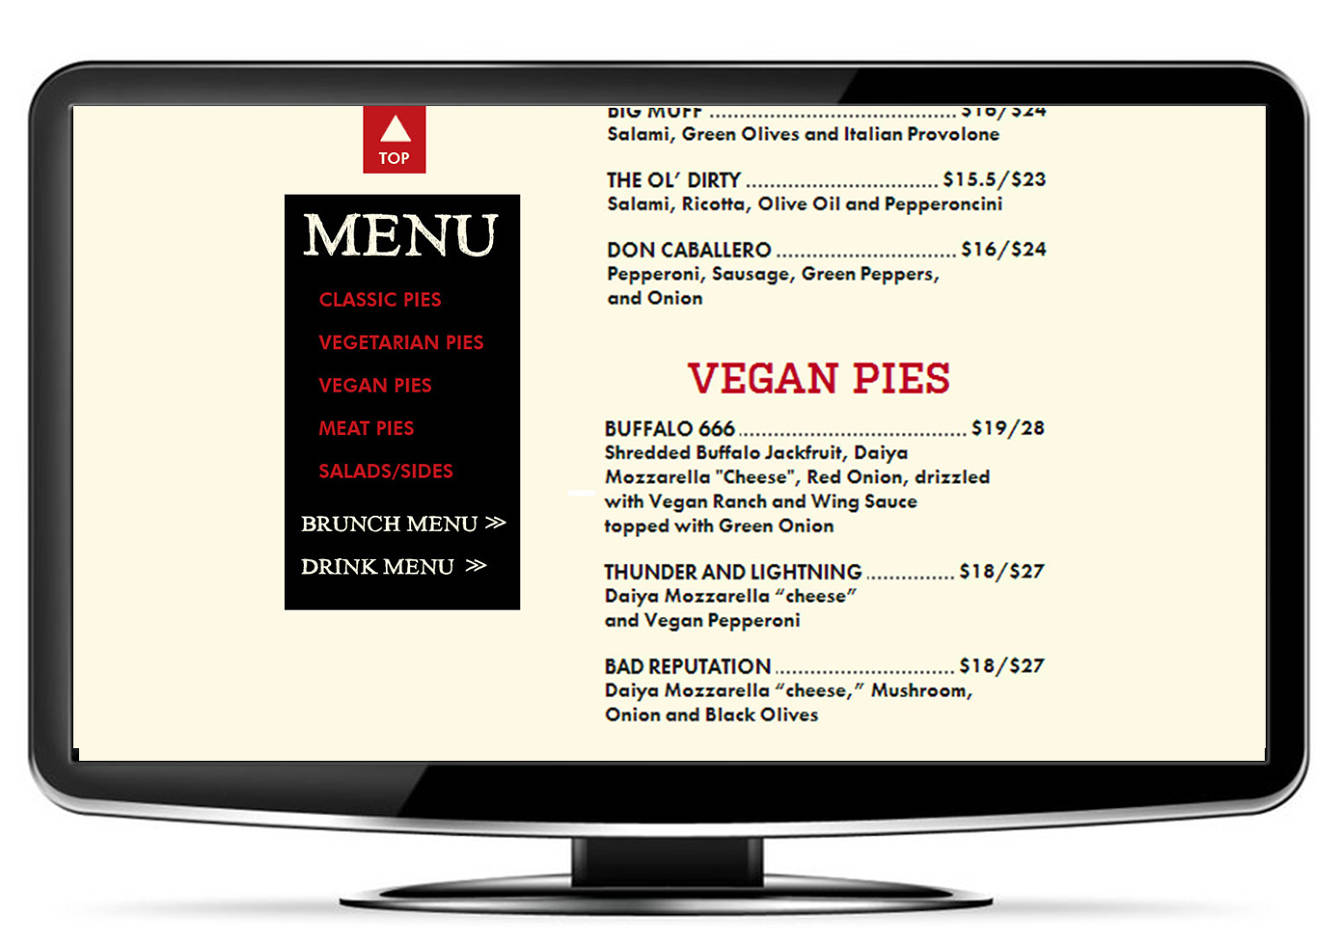 TOP
MENU
CLASSIC PIES
VEGETARIAN PIES
VEGAN PIES
MEAT PIES
SALADS/SIDES
BRUNCH MENU >>
DRINK MENU >>
BIG MUFF ........................................ $16/$24
Salami, Green Olives and Italian Provolone
THE OL’ DIRTY ................................ $15.5/$23
Salami, Ricotta, Olive Oil and Pepperoncini
DON CABALLERO .............................. $16/$24
Pepperoni, Sausage, Green Peppers,
and Onion
VEGAN PIES
BUFFALO 666 ...................................... $19/28
Shredded Buffalo Jackfruit, Daiya
Mozzarella "Cheese", Red Onion, drizzled
with Vegan Ranch and Wing Sauce
topped with Green Onion
THUNDER AND LIGHTNING ............... $18/$27
Daiya Mozzarella “cheese”
and Vegan Pepperoni
BAD REPUTATION .............................. $18/$27
Daiya Mozzarella “cheese,” Mushroom,
Onion and Black Olives